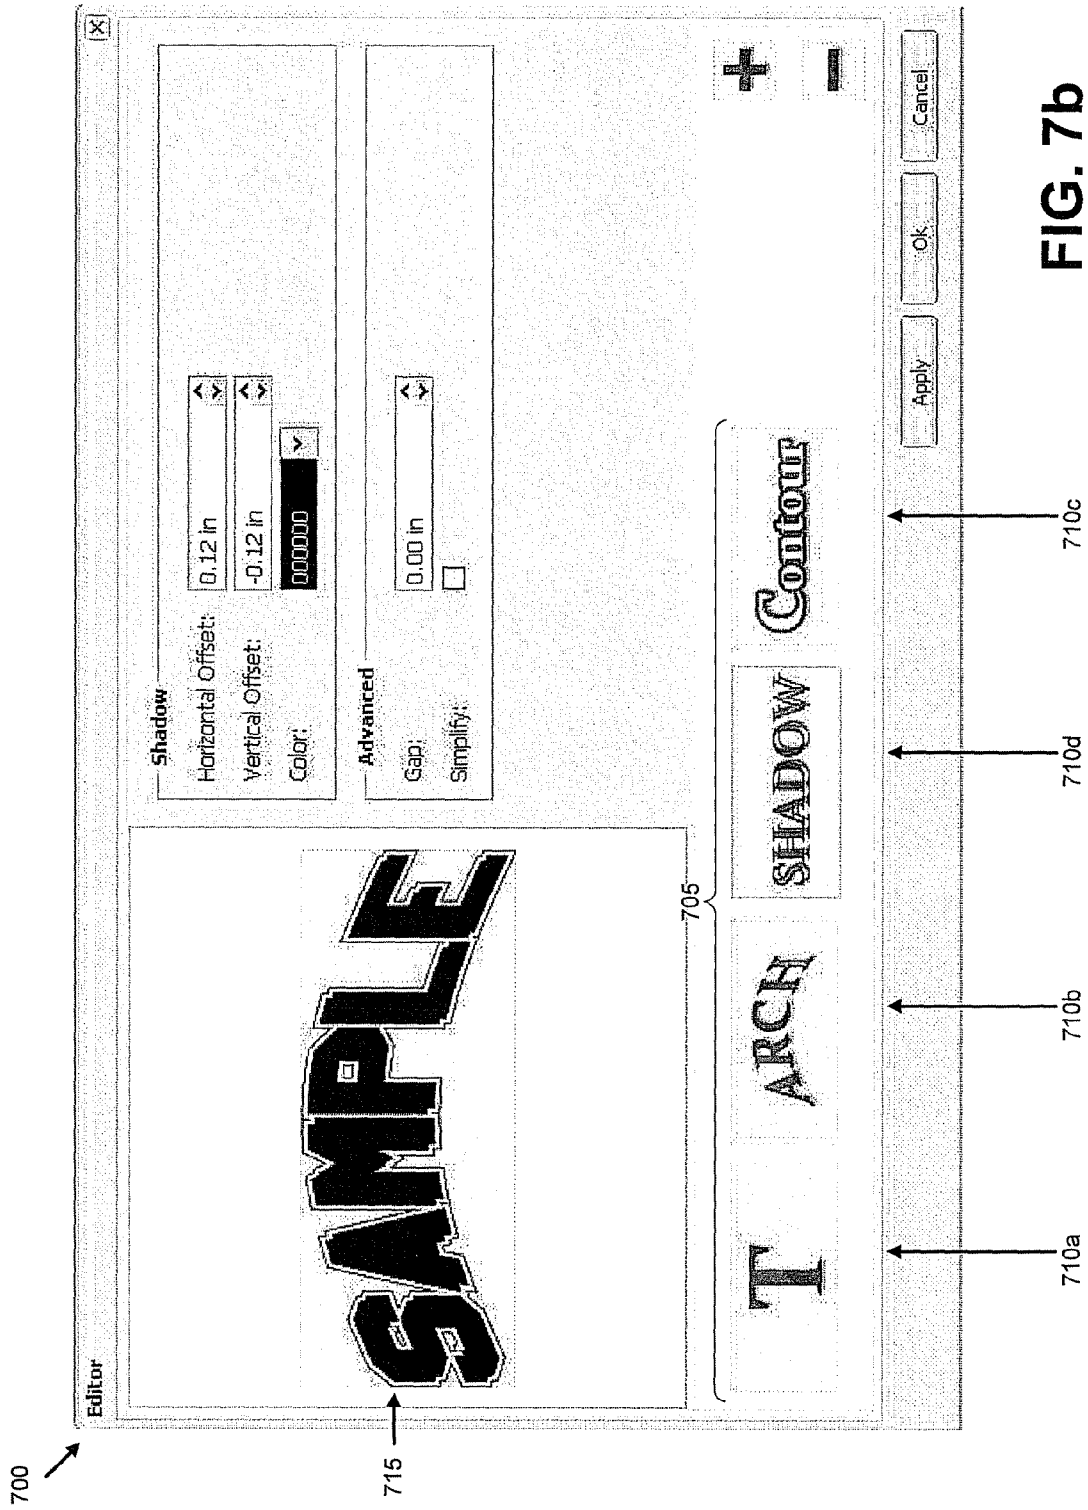 700
Editor
715
SAMPLE
Shadow
Horizontal Offset: 0.12 in
Vertical Offset: -0.12 in
Color: 000000
Advanced
Gap: 0.00 in
Simplify:
705
T ARCH SHADOW Contour
+
-
Apply Ok Cancel
710a 710b 710d 710c
FIG. 7b